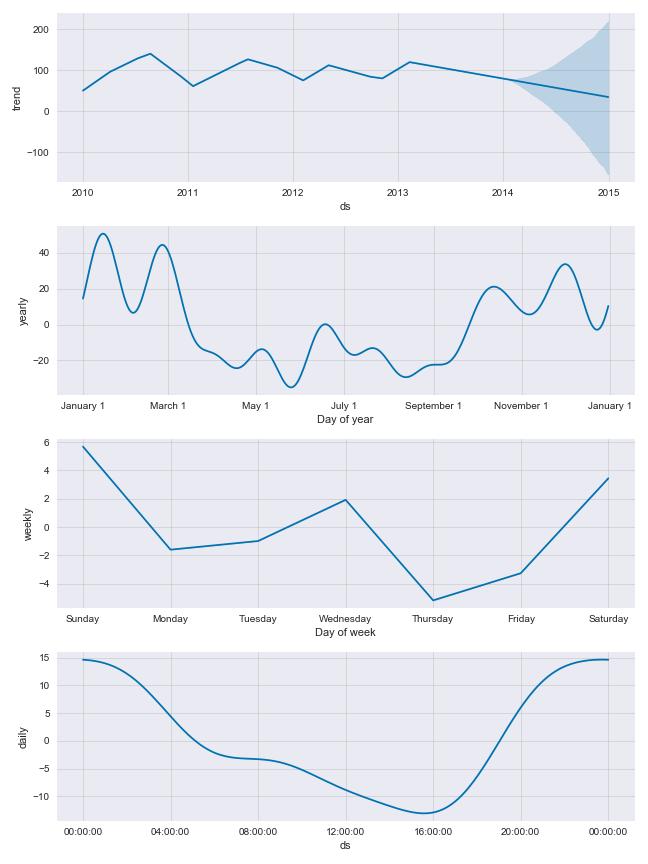 200
100
0
−100
trend
2010 2011 2012 2013 2014 2015
ds
40
20
0
−20
yearly
January 1 March 1 May 1 July 1 September 1 November 1 January 1
Day of year
6
4
2
0
−2
−4
weekly
Sunday Monday Tuesday Wednesday Thursday Friday Saturday
Day of week
15
10
5
0
−5
−10
daily
00:00:00 04:00:00 08:00:00 12:00:00 16:00:00 20:00:00 00:00:00
ds